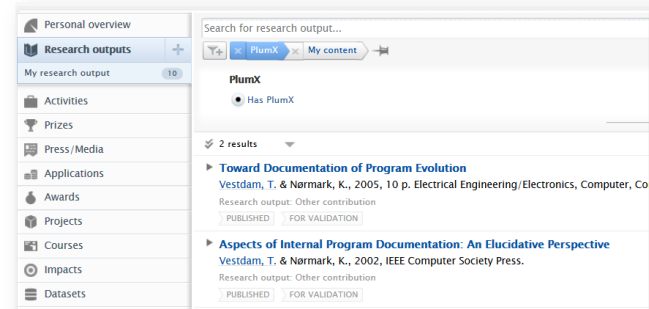 Personal overview
Research outputs
My research output 10
Activities
Prizes
Press/Media
Applications
Awards
Projects
Courses
Impacts
Datasets
Search for research output...
PlumX My content
PlumX
Has PlumX
2 results
Toward Documentation of Program Evolution
Vestdam, T. & Nørmark, K., 2005, 10 p. Electrical Engineering/Electronics, Computer, Co
Research output: Other contribution
PUBLISHED FOR VALIDATION
Aspects of Internal Program Documentation: An Elucidative Perspective
Vestdam, T. & Nørmark, K., 2002, IEEE Computer Society Press.
Research output: Other contribution
PUBLISHED FOR VALIDATION